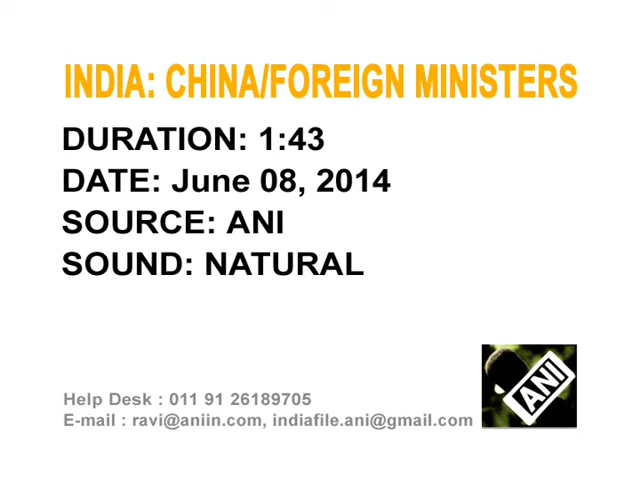 INDIA: CHINA/FOREIGN MINISTERS
DURATION: 1:43
DATE: June 08, 2014
SOURCE: ANI
SOUND: NATURAL
ANI
Help Desk : 011 91 26189705
E-mail : ravi@aniin.com, indiafile.ani@gmail.com